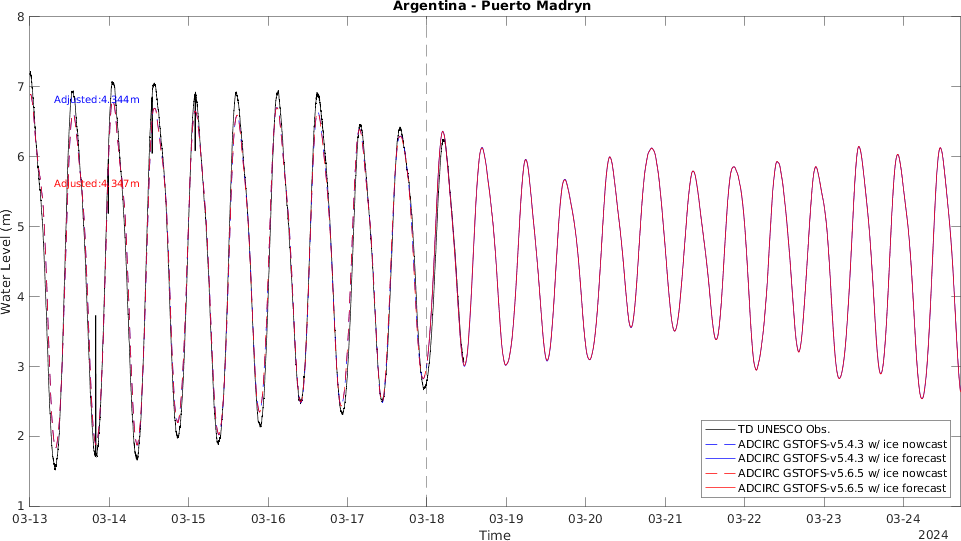 Argentina - Puerto Madryn
8
7
6
5
4
3
2
1
Water Level (m)
Adjusted:4.344m
Adjusted:4.347m
TD UNESCO Obs.
ADCIRC GSTOFS-v5.4.3 w/ ice nowcast
ADCIRC GSTOFS-v5.4.3 w/ ice forecast
ADCIRC GSTOFS-v5.6.5 w/ ice nowcast
ADCIRC GSTOFS-v5.6.5 w/ ice forecast
03-13 03-14 03-15 03-16 03-17 03-18 03-19 03-20 03-21 03-22 03-23 03-24
Time
2024